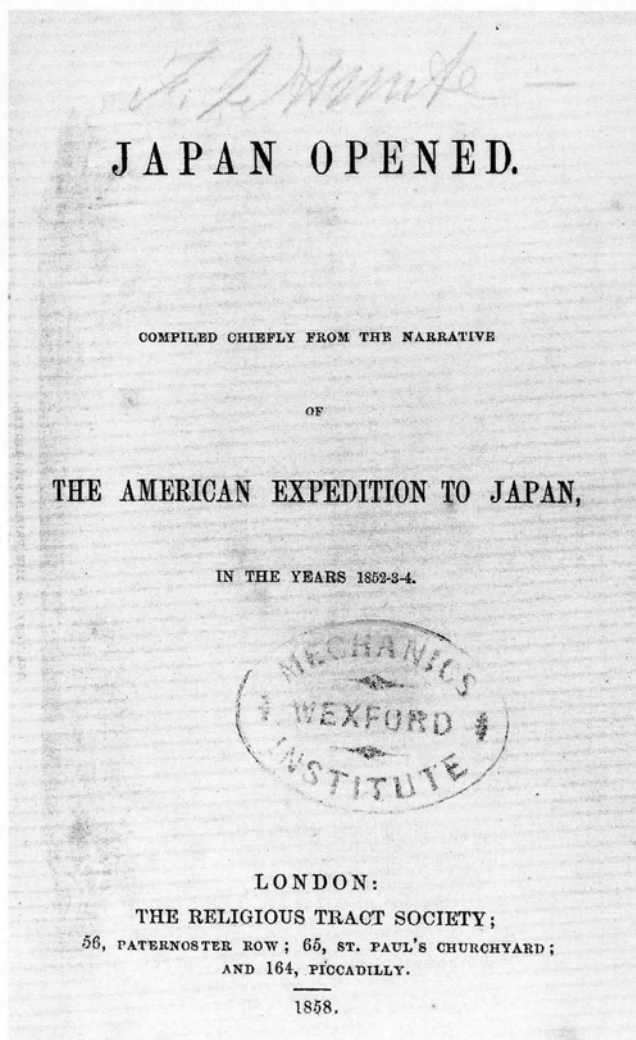 JAPAN OPENED.
COMPILED CHIEFLY FROM THE NARRATIVE
OF
THE AMERICAN EXPEDITION TO JAPAN,
IN THE YEARS 1852-3-4.
MECHANICS
WEXFORD
INSTITUTE
LONDON:
THE RELIGIOUS TRACT SOCIETY;
56, PATERNOSTER ROW; 65, ST. PAUL'S CHURCHYARD;
AND 164, PICCADILLY.
1858.